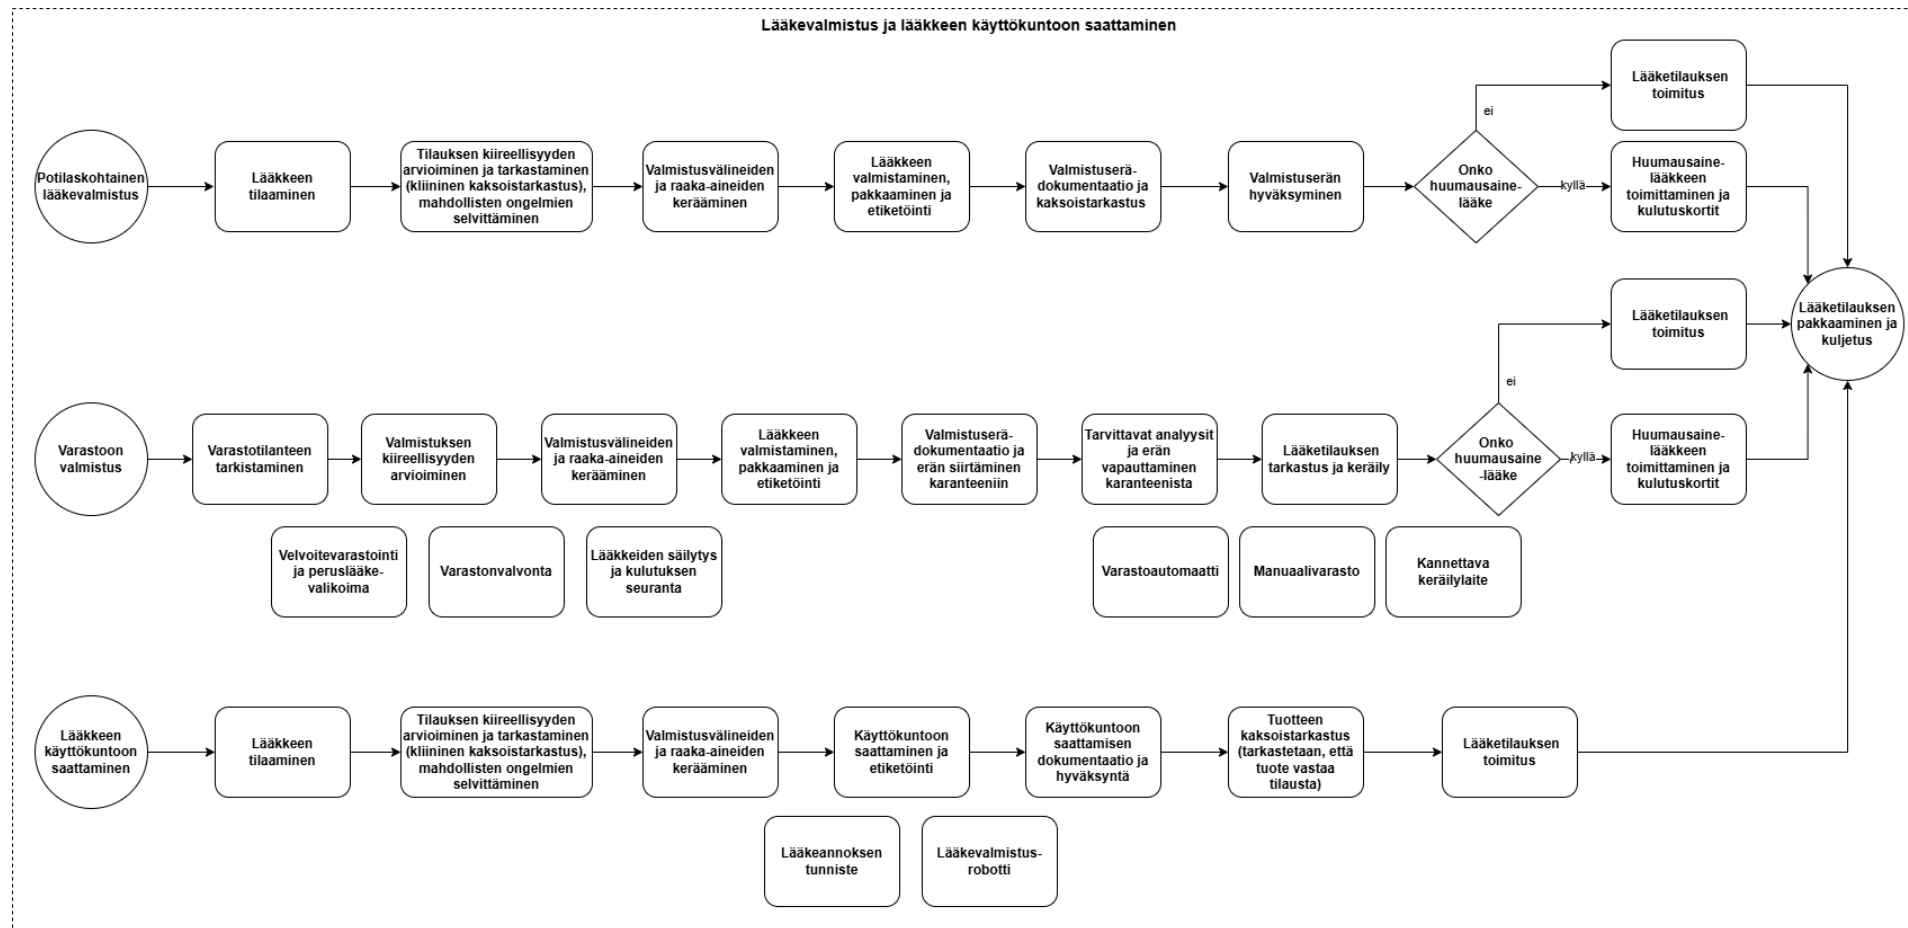 Lääkevalmistus ja lääkkeen käyttökuntoon saattaminen
Potilaskohtainen
lääkevalmistus
Lääkkeen
tilaaminen
Tilauksen kiireellisyyden
arvioiminen ja tarkastaminen
(kliininen kaksoistarkastus),
mahdollisten ongelmien
selvittäminen
Valmistusvälineiden
ja raaka-aineiden
kerääminen
Lääkkeen
valmistaminen,
pakkaaminen ja
etiketöinti
Valmistuserä-
dokumentaatio ja
kaksoistarkastus
Valmistuserän
hyväksyminen
Onko
huumausaine-
lääke
ei
Lääketilauksen
toimitus
kyllä
Huumausaine-
lääkkeen
toimittaminen ja
kulutuskortit
Lääketilauksen
pakkaaminen ja
kuljetus
Varastoon
valmistus
Varastotilanteen
tarkistaminen
Valmistuksen
kiireellisyyden
arvioiminen
Valmistusvälineiden
ja raaka-aineiden
kerääminen
Lääkkeen
valmistaminen,
pakkaaminen ja
etiketöinti
Valmistuserä-
dokumentaatio ja
erän siirtäminen
karanteeniin
Tarvittavat analyysit
ja erän
vapauttaminen
karanteenista
Lääketilauksen
tarkastus ja keräily
Onko
huumausaine
-lääke
ei
Lääketilauksen
toimitus
kyllä
Huumausaine-
lääkkeen
toimittaminen ja
kulutuskortit
Velvoitevarastointi
ja peruslääke-
valikoima
Varastonvalvonta
Lääkkeiden säilytys
ja kulutuksen
seuranta
Varastoautomaatti
Manuaalivarasto
Kannettava
keräilylaite
Lääkkeen
käyttökuntoon
saattaminen
Lääkkeen
tilaaminen
Tilauksen kiireellisyyden
arvioiminen ja tarkastaminen
(kliininen kaksoistarkastus),
mahdollisten ongelmien
selvittäminen
Valmistusvälineiden
ja raaka-aineiden
kerääminen
Käyttökuntoon
saattaminen ja
etiketöinti
Käyttökuntoon
saattamisen
dokumentaatio ja
hyväksyntä
Tuotteen
kaksoistarkastus
(tarkastetaan, että
tuote vastaa
tilausta)
Lääketilauksen
toimitus
Lääkeannoksen
tunniste
Lääkevalmistus-
robotti